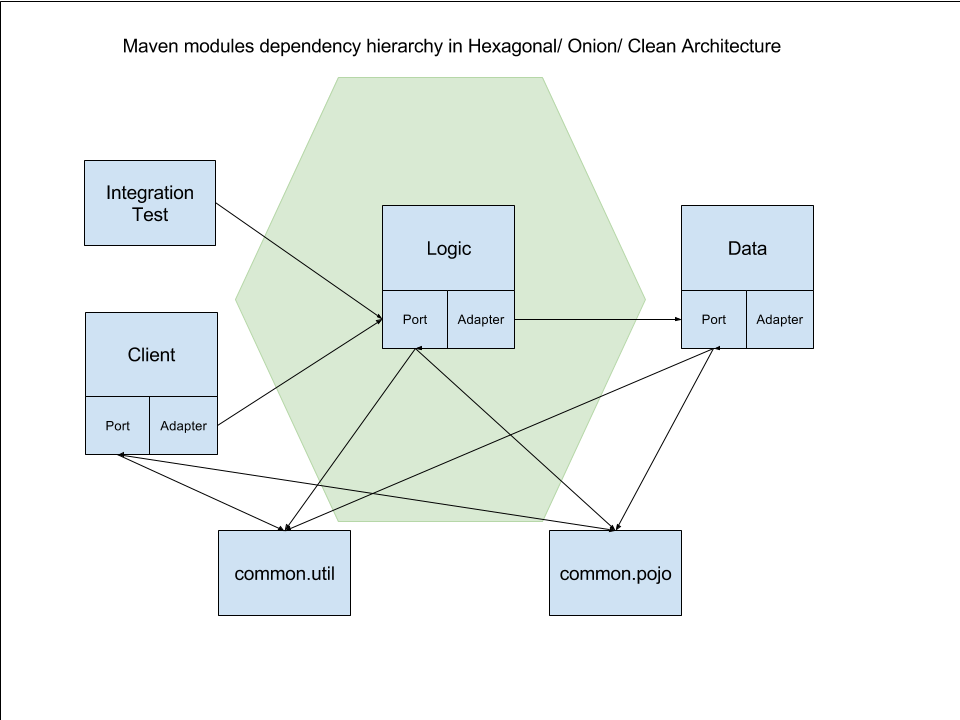 Maven modules dependency hierarchy in Hexagonal/ Onion/ Clean Architecture
Integration
Test
Logic
Data
Port
Adapter
Port
Adapter
Client
Port
Adapter
common.util
common.pojo